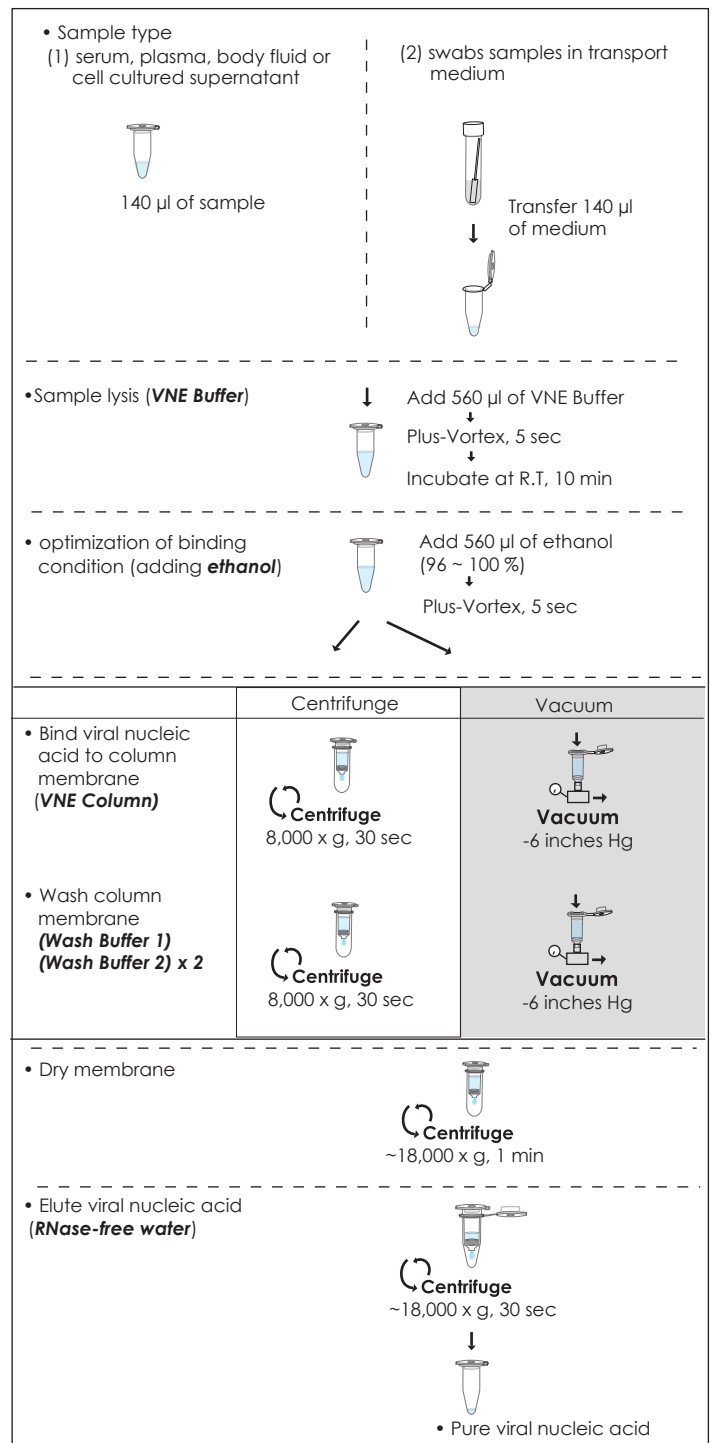 • Sample type
(1) serum, plasma, body fluid or
cell cultured supernatant
140 µl of sample
(2) swabs samples in transport
medium
Transfer 140 µl
of medium
•Sample lysis (VNE Buffer)
Add 560 µl of VNE Buffer
Plus-Vortex, 5 sec
Incubate at R.T, 10 min
• optimization of binding
condition (adding ethanol)
Add 560 µl of ethanol
(96 ~ 100 %)
Plus-Vortex, 5 sec
Centrifunge
Vacuum
• Bind viral nucleic
acid to column
membrane
(VNE Column)
Centrifuge
8,000 x g, 30 sec
Vacuum
-6 inches Hg
• Wash column
membrane
(Wash Buffer 1)
(Wash Buffer 2) x 2
Centrifuge
8,000 x g, 30 sec
Vacuum
-6 inches Hg
• Dry membrane
Centrifuge
~18,000 x g, 1 min
• Elute viral nucleic acid
(RNase-free water)
Centrifuge
~18,000 x g, 30 sec
• Pure viral nucleic acid